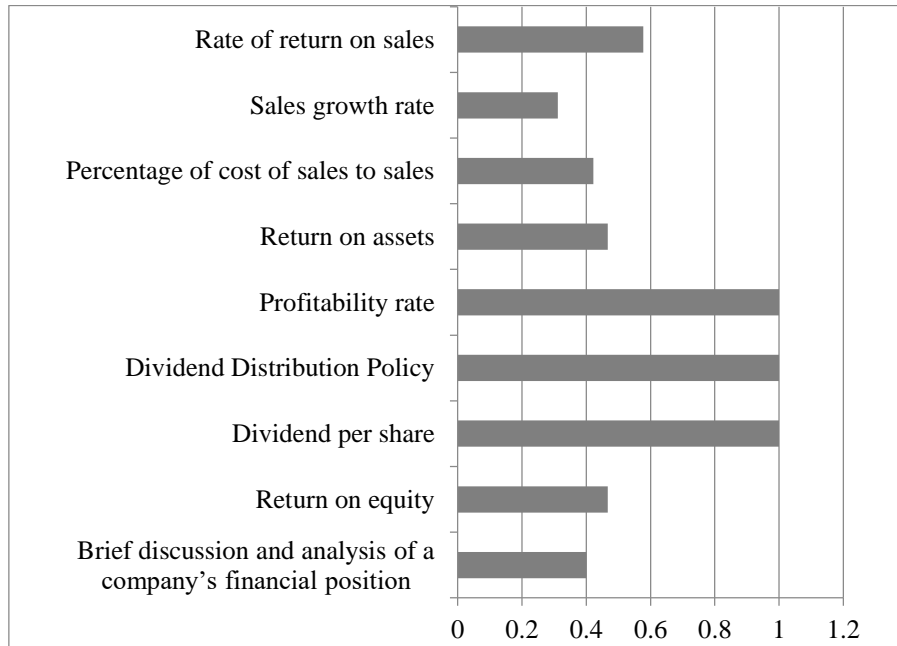 Rate of return on sales
Sales growth rate
Percentage of cost of sales to sales
Return on assets
Profitability rate
Dividend Distribution Policy
Dividend per share
Return on equity
Brief discussion and analysis of a
company’s financial position
0 0.2 0.4 0.6 0.8 1 1.2